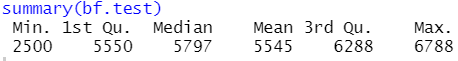 summary(bf.test)
Min. 1st Qu. Median Mean 3rd Qu. Max.
2500 5550 5797 5545 6288 6788